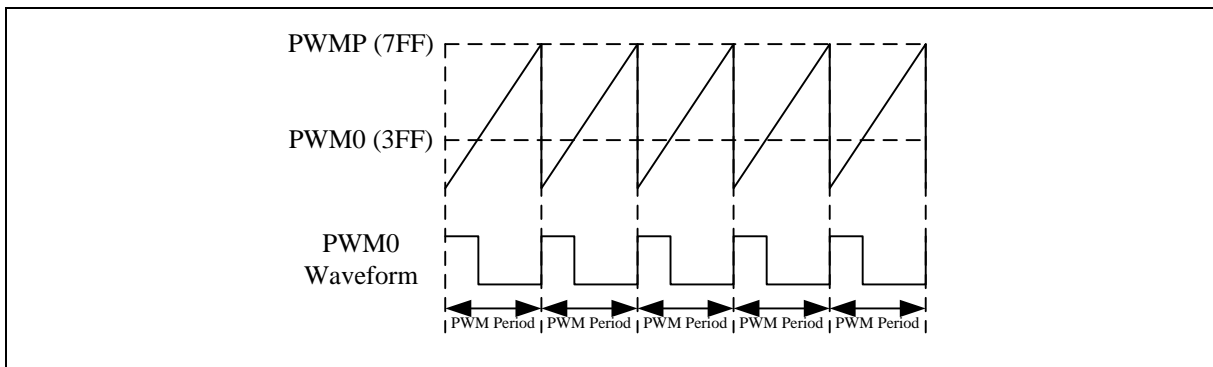 PWMP (7FF)
PWM0 (3FF)
PWM0
Waveform
PWM Period PWM Period PWM Period PWM Period PWM Period